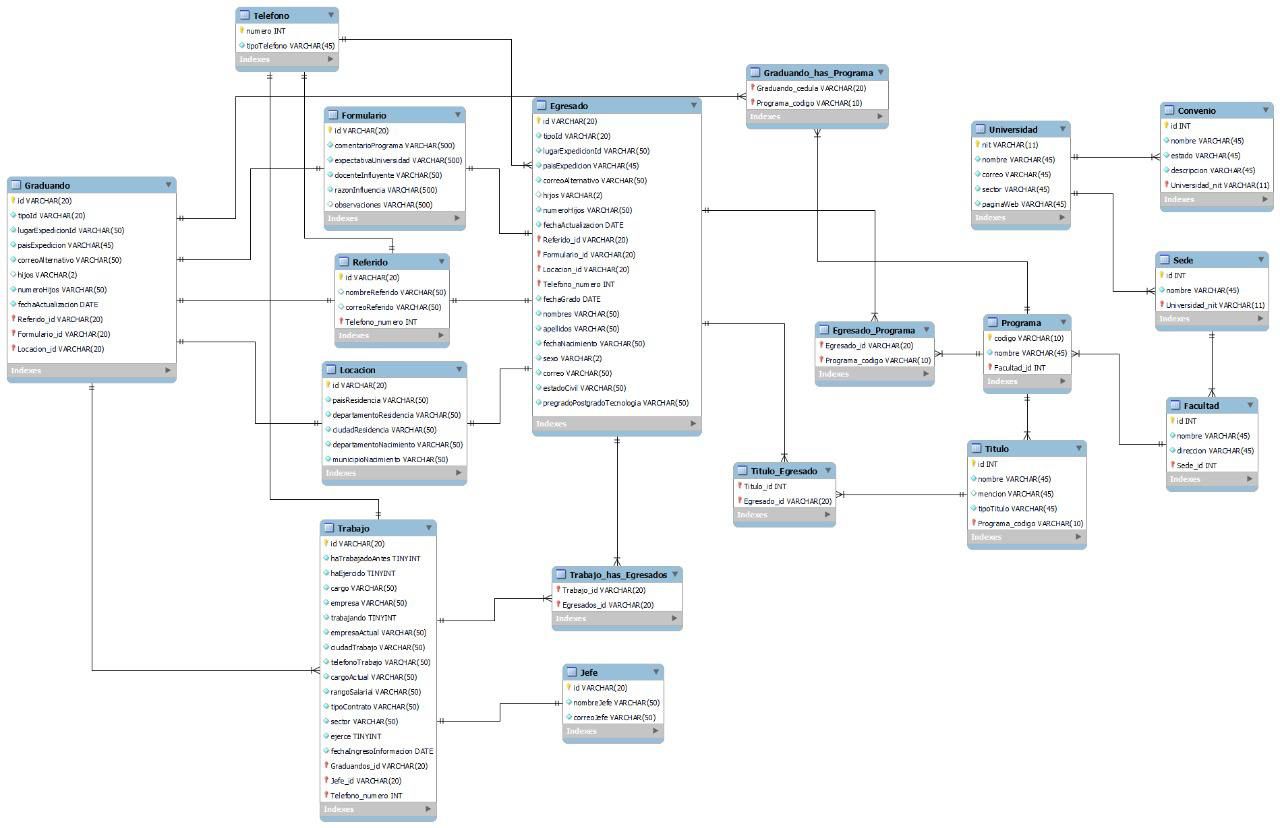 Telefono
numero INT
tipoTelefono VARCHAR(45)
Indexes
Graduando_has_Programa
Graduando_cedula VARCHAR(20)
Programa_codigo VARCHAR(10)
Indexes
Formulario
id VARCHAR(20)
comentarioPrograma VARCHAR(500)
expectativaUniversidad VARCHAR(500)
docenteInfluyente VARCHAR(50)
razonInfluencia VARCHAR(500)
observaciones VARCHAR(500)
Indexes
Egresado
id VARCHAR(20)
tipoId VARCHAR(20)
lugarExpedicionId VARCHAR(50)
paisExpedicion VARCHAR(45)
correoAlternativo VARCHAR(50)
hijos VARCHAR(2)
numeroHijos VARCHAR(50)
fechaActualizacion DATE
Referido_id VARCHAR(20)
Formulario_id VARCHAR(20)
Locacion_id VARCHAR(20)
Telefono_numero INT
fechaGrado DATE
nombres VARCHAR(50)
apellidos VARCHAR(50)
fechaNacimiento VARCHAR(50)
sexo VARCHAR(2)
correo VARCHAR(50)
estadoCivil VARCHAR(50)
pregradoPostgradoTecnologia VARCHAR(50)
Indexes
Universidad
nit VARCHAR(11)
nombre VARCHAR(45)
correo VARCHAR(45)
sector VARCHAR(45)
paginaWeb VARCHAR(45)
Indexes
Convenio
id INT
nombre VARCHAR(45)
estado VARCHAR(45)
descripcion VARCHAR(45)
Universidad_nit VARCHAR(11)
Indexes
Graduando
id VARCHAR(20)
tipoId VARCHAR(20)
lugarExpedicionId VARCHAR(50)
paisExpedicion VARCHAR(45)
correoAlternativo VARCHAR(50)
hijos VARCHAR(2)
numeroHijos VARCHAR(50)
fechaActualizacion DATE
Referido_id VARCHAR(20)
Formulario_id VARCHAR(20)
Locacion_id VARCHAR(20)
Indexes
Referido
id VARCHAR(20)
nombreReferido VARCHAR(50)
correoReferido VARCHAR(50)
Telefono_numero INT
Indexes
Sede
id INT
nombre VARCHAR(45)
Universidad_nit VARCHAR(11)
Indexes
Egresado_Programa
Egresado_id VARCHAR(20)
Programa_codigo VARCHAR(10)
Indexes
Programa
codigo VARCHAR(10)
nombre VARCHAR(45)
Facultad_id INT
Indexes
Locacion
id VARCHAR(20)
paisResidencia VARCHAR(50)
departamentoResidencia VARCHAR(50)
ciudadResidencia VARCHAR(50)
departamentoNacimiento VARCHAR(50)
municipioNacimiento VARCHAR(50)
Indexes
Facultad
id INT
nombre VARCHAR(45)
direccion VARCHAR(45)
Sede_id INT
Indexes
Titulo_Egresado
Titulo_id INT
Egresado_id VARCHAR(20)
Indexes
Titulo
id INT
nombre VARCHAR(45)
mencion VARCHAR(45)
tipoTitulo VARCHAR(45)
Programa_codigo VARCHAR(10)
Indexes
Trabajo
id VARCHAR(20)
haTrabajadoAntes TINYINT
haEjercido TINYINT
cargo VARCHAR(50)
empresa VARCHAR(50)
trabajando TINYINT
empresaActual VARCHAR(50)
ciudadTrabajo VARCHAR(50)
telefonoTrabajo VARCHAR(50)
cargoActual VARCHAR(50)
rangoSalarial VARCHAR(50)
tipoContrato VARCHAR(50)
sector VARCHAR(50)
ejerce TINYINT
fechaIngresoInformacion DATE
Graduandos_id VARCHAR(20)
Jefe_id VARCHAR(20)
Telefono_numero INT
Indexes
Trabajo_has_Egresados
Trabajo_id VARCHAR(20)
Egresados_id VARCHAR(20)
Indexes
Jefe
id VARCHAR(20)
nombreJefe VARCHAR(50)
correoJefe VARCHAR(50)
Indexes